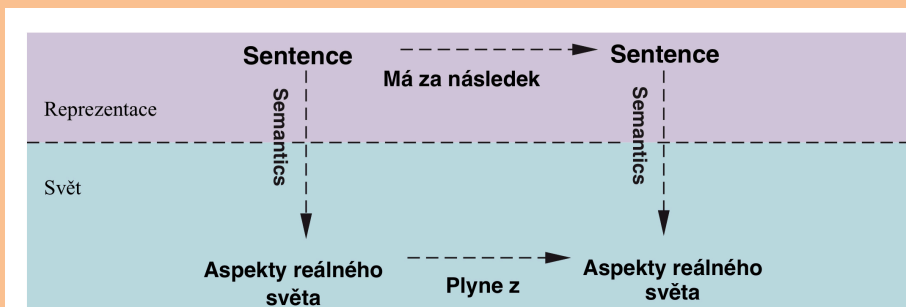 Sentence
Sentence
Má za následek
Reprezentace
Semantics
Semantics
Svět
Aspekty reálného
světa
Aspekty reálného
světa
Plyne z